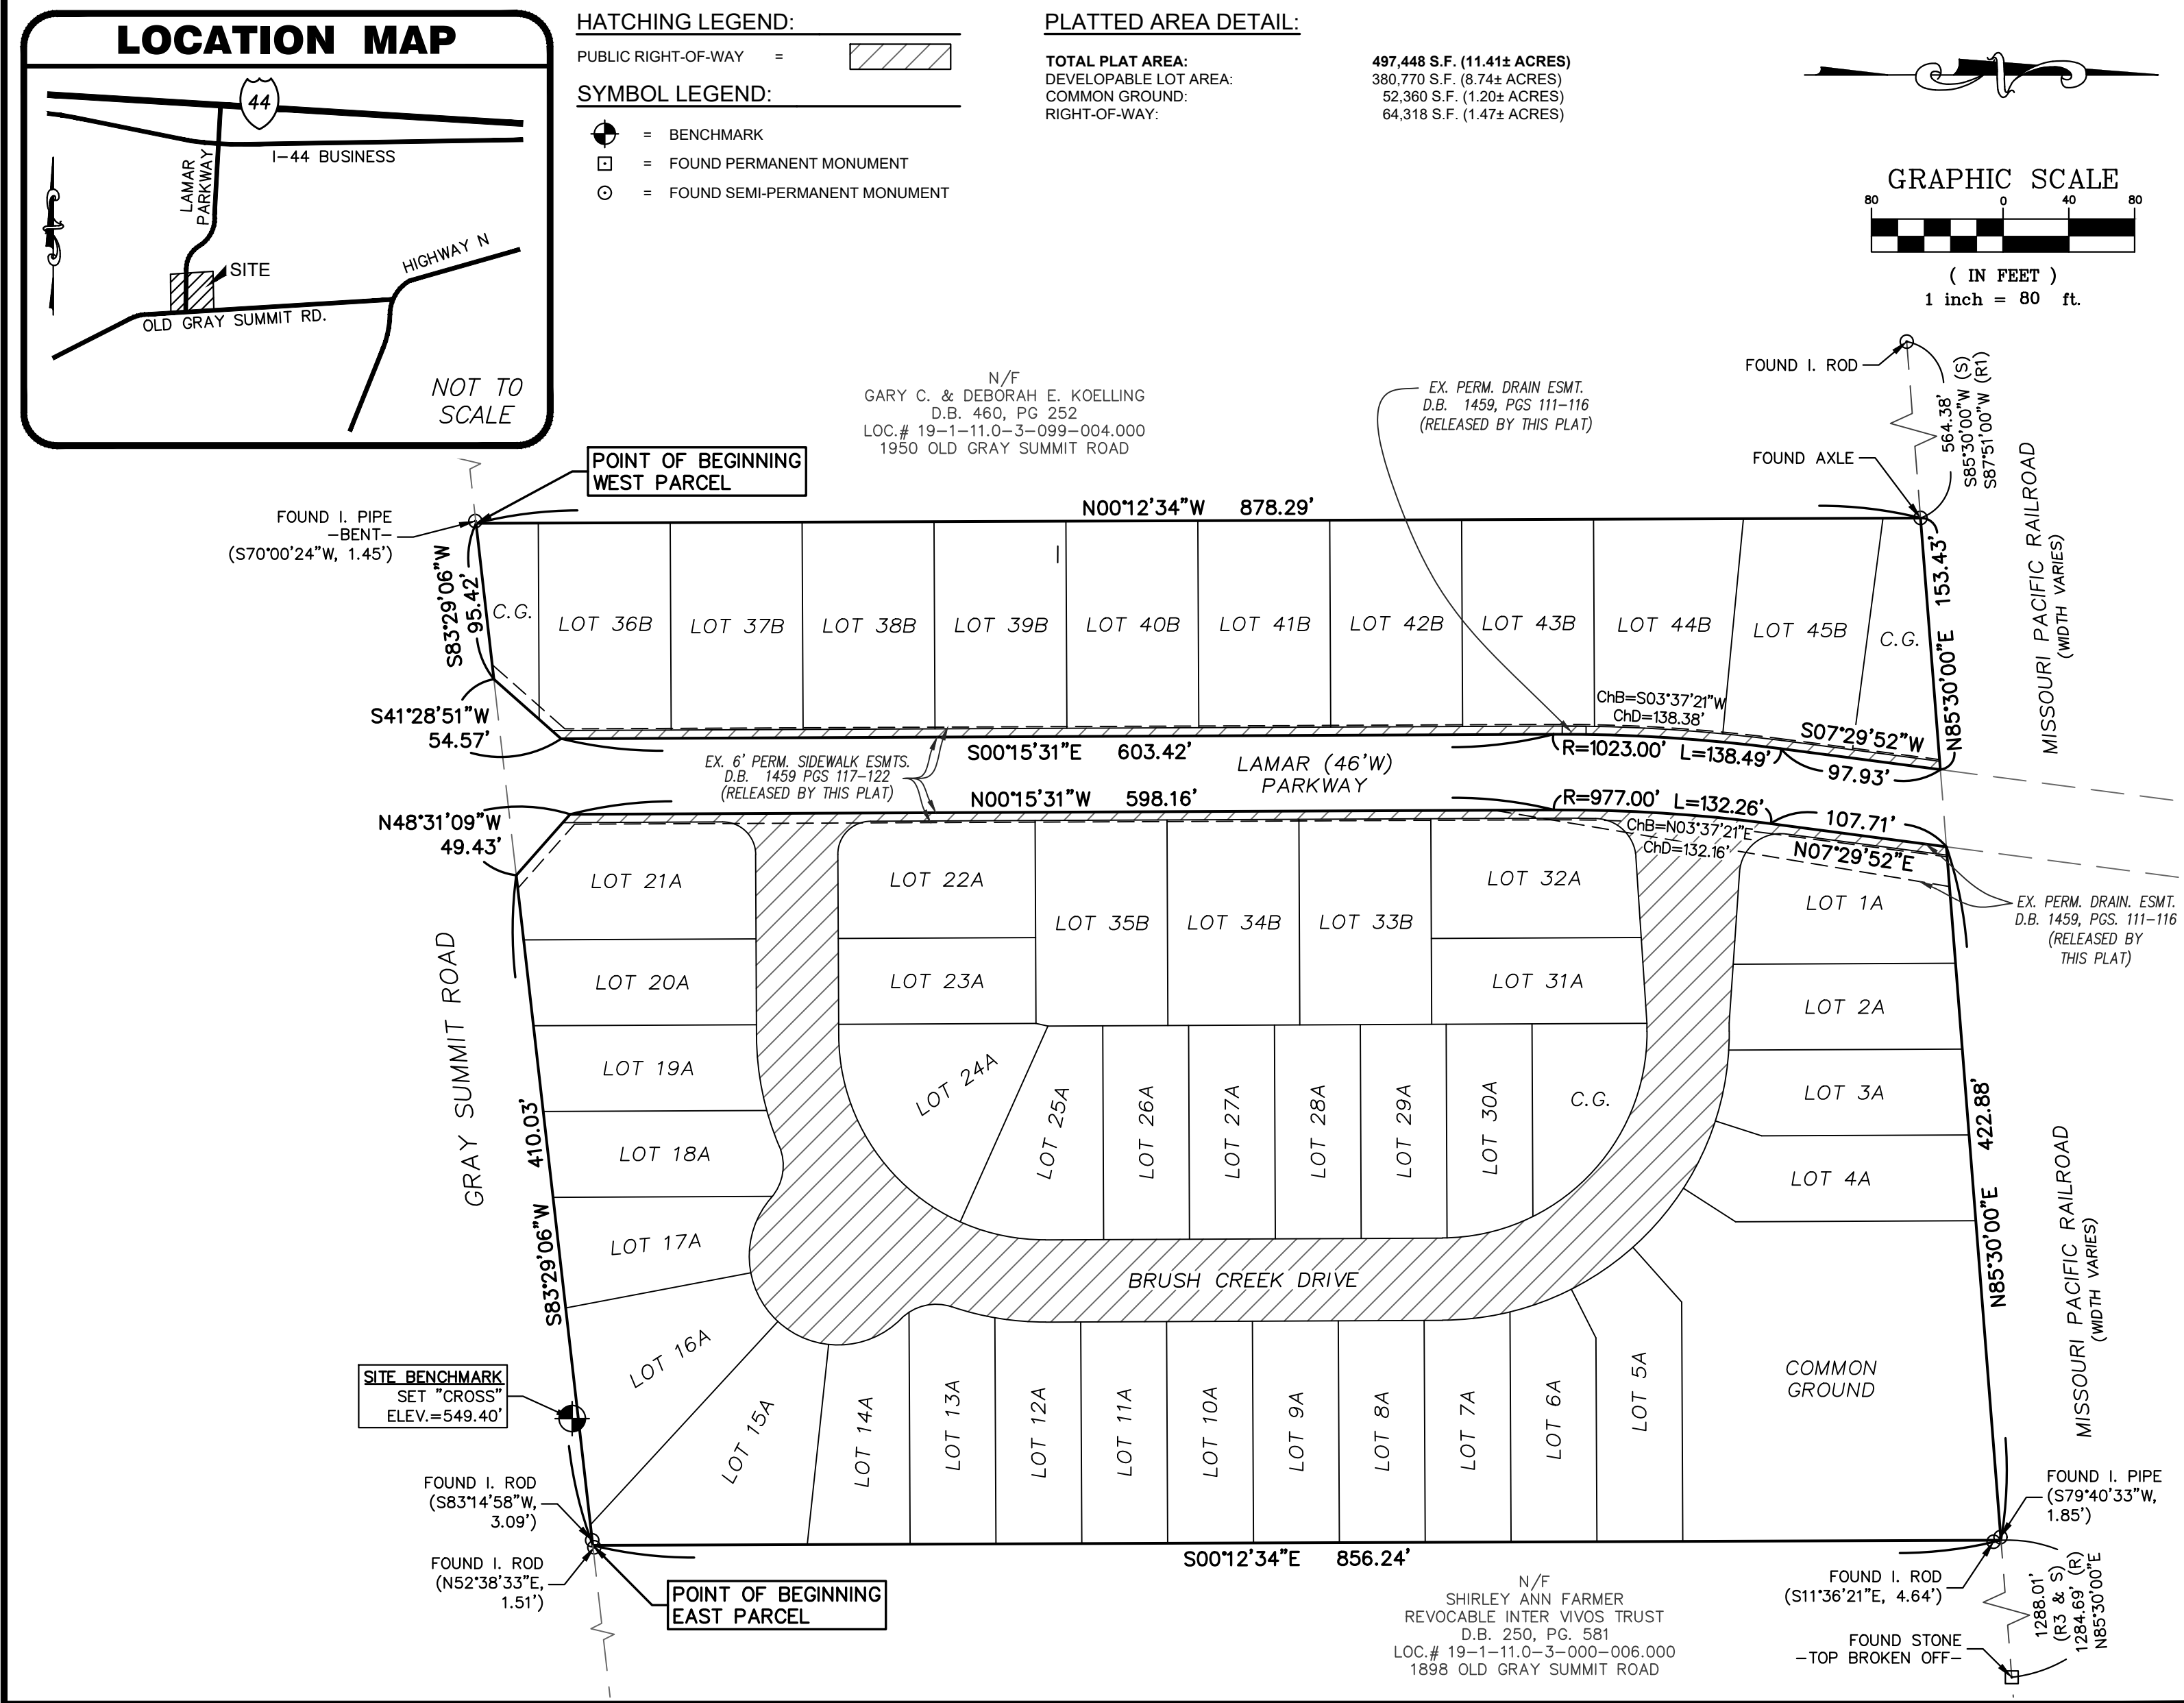 LOCATION MAP
44
I-44 BUSINESS
LAMAR
PARKWAY
HIGHWAY N
SITE
OLD GRAY SUMMIT RD.
NOT TO
SCALE
HATCHING LEGEND:
PUBLIC RIGHT-OF-WAY =
SYMBOL LEGEND:
= BENCHMARK
= FOUND PERMANENT MONUMENT
= FOUND SEMI-PERMANENT MONUMENT
PLATTED AREA DETAIL:
TOTAL PLAT AREA: 497,448 S.F. (11.41± ACRES)
DEVELOPABLE LOT AREA: 380,770 S.F. (8.74± ACRES)
COMMON GROUND: 52,360 S.F. (1.20± ACRES)
RIGHT-OF-WAY: 64,318 S.F. (1.47± ACRES)
GRAPHIC SCALE
80 0 40 80
( IN FEET )
1 inch = 80 ft.
N/F
GARY C. & DEBORAH E. KOELLING
D.B. 460, PG 252
LOC.# 19-1-11.0-3-099-004.000
1950 OLD GRAY SUMMIT ROAD
EX. PERM. DRAIN ESMT.
D.B. 1459, PGS 111-116
(RELEASED BY THIS PLAT)
FOUND I. ROD
564.38'
S85°30'00"W (S)
S87°51'00"W (R1)
FOUND AXLE
MISSOURI PACIFIC RAILROAD
(WIDTH VARIES)
POINT OF BEGINNING
WEST PARCEL
FOUND I. PIPE
-BENT-
(S70°00'24"W, 1.45')
N00°12'34"W 878.29'
S83°29'06"W
95.42'
C.G.
LOT 36B
LOT 37B
LOT 38B
LOT 39B
LOT 40B
LOT 41B
LOT 42B
LOT 43B
LOT 44B
LOT 45B
C.G.
N85°30'00"E 153.43'
S41°28'51"W
54.57'
ChB=S03°37'21"W
ChD=138.38'
S07°29'52"W
S00°15'31"E 603.42'
R=1023.00' L=138.49'
97.93'
EX. 6' PERM. SIDEWALK ESMTS.
D.B. 1459 PGS 117-122
(RELEASED BY THIS PLAT)
LAMAR (46'W)
PARKWAY
N00°15'31"W 598.16'
R=977.00' L=132.26'
107.71'
ChB=N03°37'21"E
ChD=132.16'
N07°29'52"E
N48°31'09"W
49.43'
EX. PERM. DRAIN. ESMT.
D.B. 1459, PGS. 111-116
(RELEASED BY
THIS PLAT)
LOT 21A
LOT 22A
LOT 32A
LOT 1A
LOT 35B
LOT 34B
LOT 33B
LOT 20A
LOT 23A
LOT 31A
LOT 2A
LOT 19A
LOT 24A
LOT 25A
LOT 26A
LOT 27A
LOT 28A
LOT 29A
LOT 30A
C.G.
LOT 3A
LOT 18A
LOT 4A
LOT 17A
GRAY SUMMIT ROAD
S83°29'06"W 410.03'
N85°30'00"E 422.88'
MISSOURI PACIFIC RAILROAD
(WIDTH VARIES)
BRUSH CREEK DRIVE
LOT 16A
LOT 15A
LOT 14A
LOT 13A
LOT 12A
LOT 11A
LOT 10A
LOT 9A
LOT 8A
LOT 7A
LOT 6A
LOT 5A
COMMON
GROUND
SITE BENCHMARK
SET "CROSS"
ELEV.=549.40'
FOUND I. ROD
(S83°14'58"W,
3.09')
FOUND I. ROD
(N52°38'33"E,
1.51')
POINT OF BEGINNING
EAST PARCEL
S00°12'34"E 856.24'
N/F
SHIRLEY ANN FARMER
REVOCABLE INTER VIVOS TRUST
D.B. 250, PG. 581
LOC.# 19-1-11.0-3-000-006.000
1898 OLD GRAY SUMMIT ROAD
FOUND I. PIPE
(S79°40'33"W,
1.85')
FOUND I. ROD
(S11°36'21"E, 4.64')
FOUND STONE
-TOP BROKEN OFF-
1288.01'
(R3 & S)
1284.69' (R)
N85°30'00"E